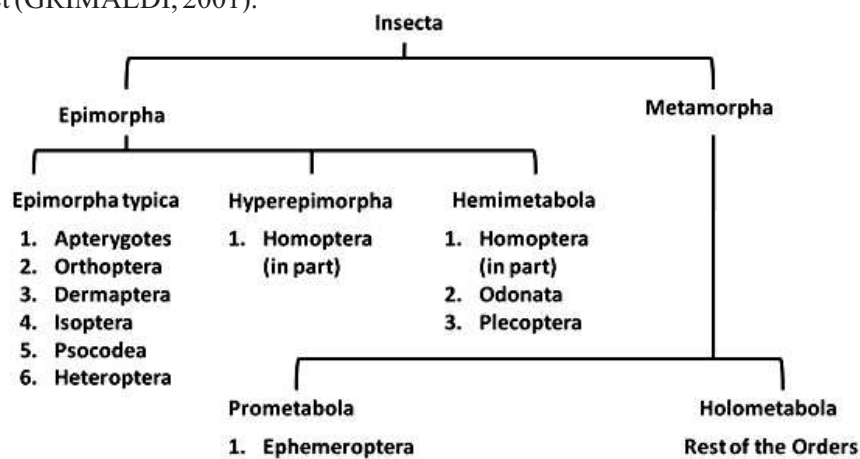 (GRIMALDI, 2001).
Insecta
Epimorpha
Metamorpha
Epimorpha typica
1. Apterygotes
2. Orthoptera
3. Dermaptera
4. Isoptera
5. Psocodea
6. Heteroptera
Hyperepimorpha
1. Homoptera
(in part)
Hemimetabola
1. Homoptera
(in part)
2. Odonata
3. Plecoptera
Prometabola
1. Ephemeroptera
Holometabola
Rest of the Orders